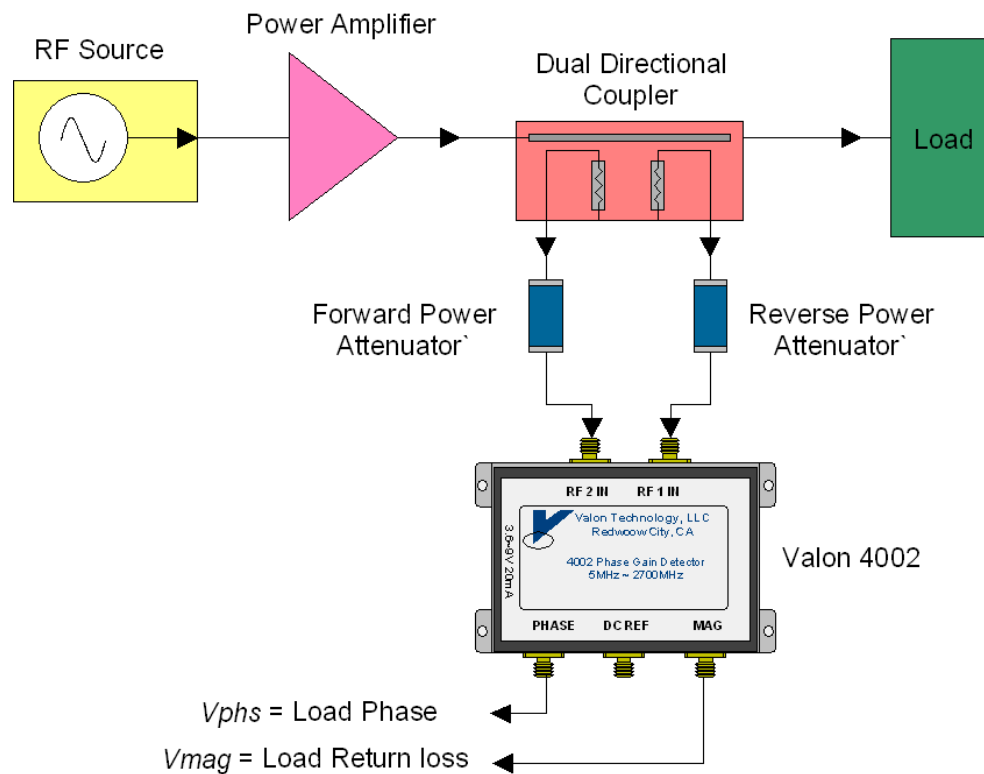 Power Amplifier
RF Source
Dual Directional
Coupler
Load
Forward Power
Attenuator`
Reverse Power
Attenuator`
RF 2 IN RF 1 IN
Valon Technology, LLC
RedwoowCity, CA
3.6~9V 20mA
4002 Phase Gain Detector
5MHz ~ 2700MHz
Valon 4002
PHASE DC REF MAG
Vphs = Load Phase
Vmag = Load Return loss